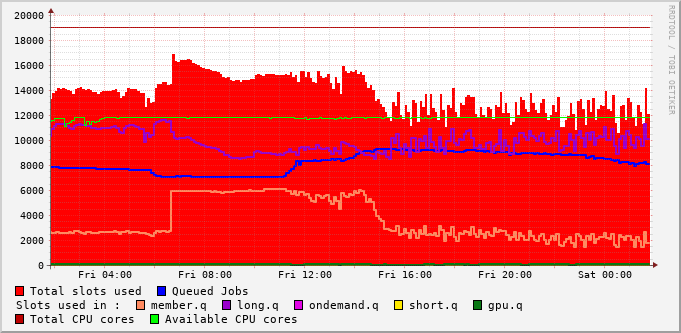 20000
18000
16000
14000
12000
10000
8000
6000
4000
2000
0
Fri 04:00 Fri 08:00 Fri 12:00 Fri 16:00 Fri 20:00 Sat 00:00
RRDTOOL / TOBI OETIKER
Total slots used Queued Jobs
Slots used in : member.q long.q ondemand.q short.q gpu.q
Total CPU cores Available CPU cores